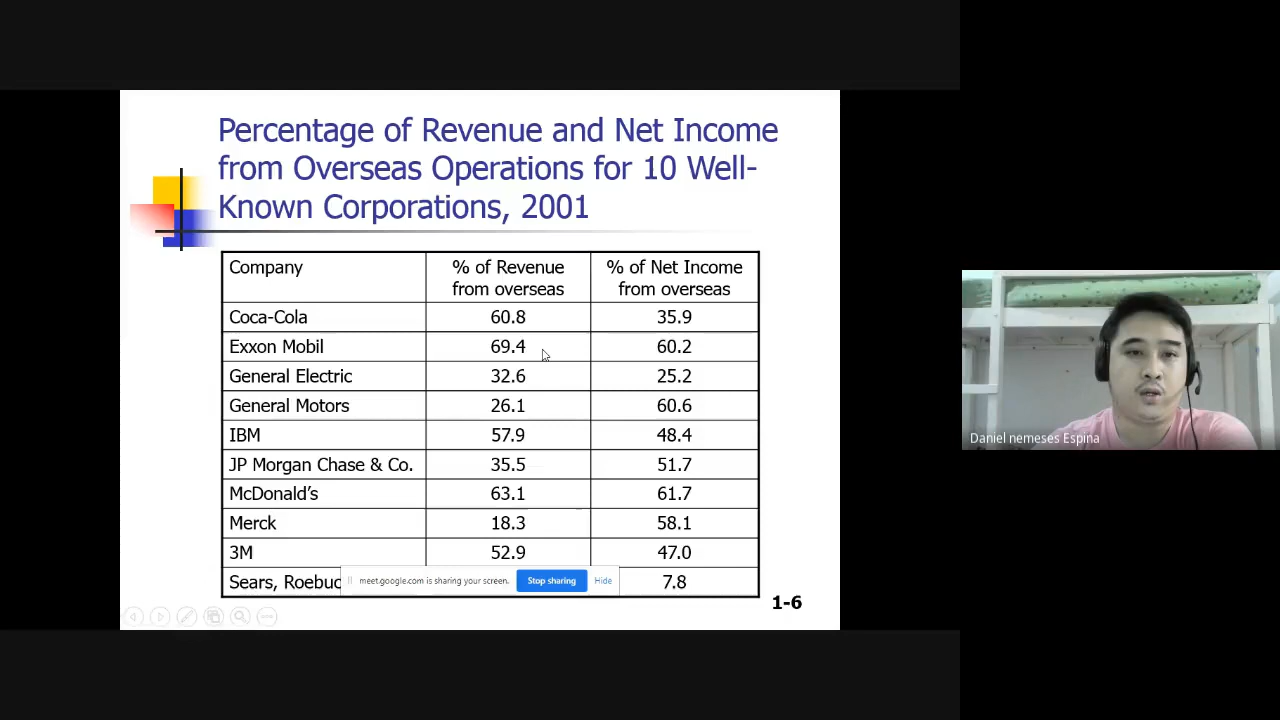 Percentage of Revenue and Net Income
from Overseas Operations for 10 Well-
Known Corporations, 2001
Company % of Revenue from overseas % of Net Income from overseas
Coca-Cola 60.8 35.9
Exxon Mobil 69.4 60.2
General Electric 32.6 25.2
General Motors 26.1 60.6
IBM 57.9 48.4
JP Morgan Chase & Co. 35.5 51.7
McDonald's 63.1 61.7
Merck 18.3 58.1
3M 52.9 47.0
Sears, 7.8
meet.google.com is sharing your screen. Stop sharing Hide
1-6
Daniel nemeses Espina